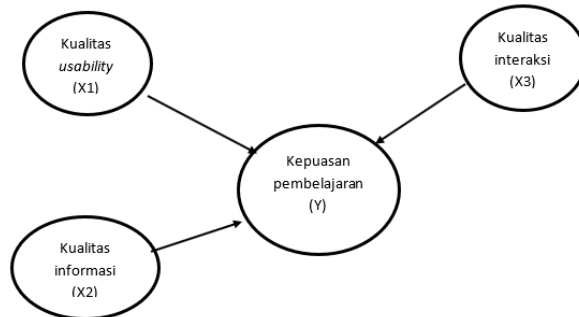 Kualitas
usability
(X1)
Kualitas
interaksi
(X3)
Kepuasan
pembelajaran
(Y)
Kualitas
informasi
(X2)